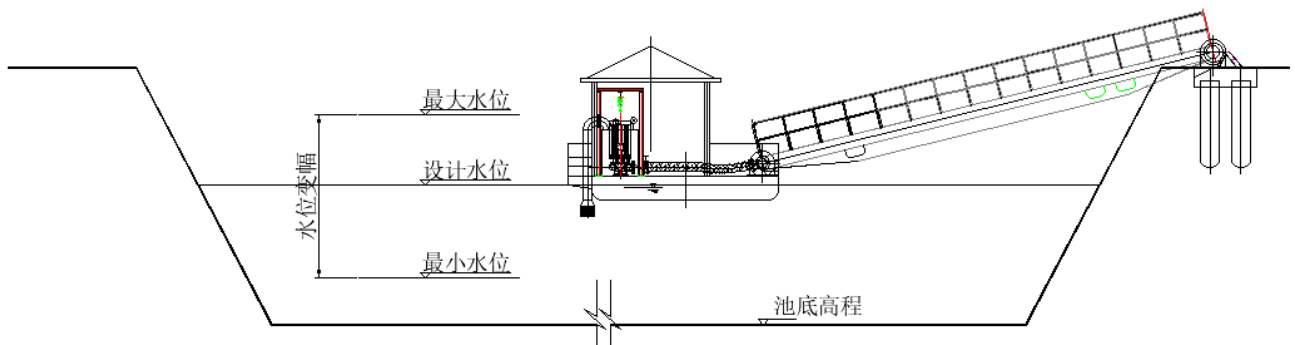 最大水位
设计水位
水位变幅
最小水位
池底高程